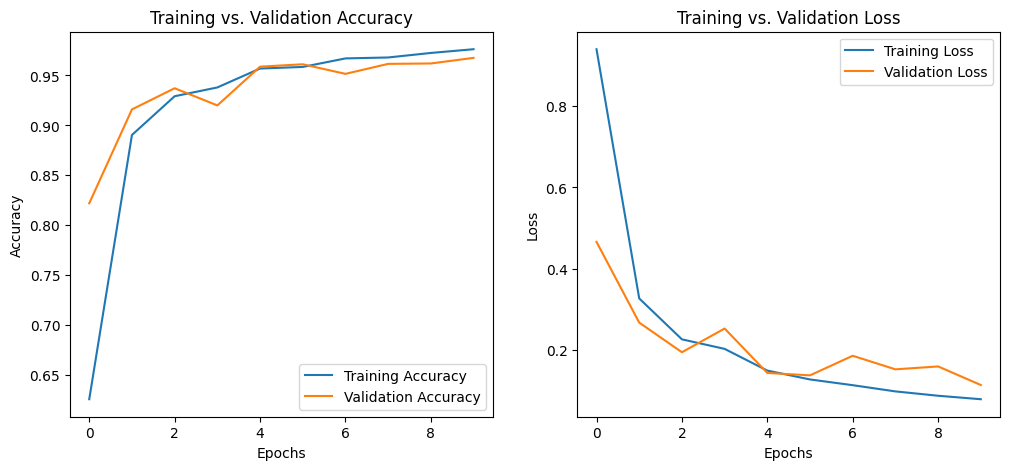 Training vs. Validation Accuracy
0.95
0.90
0.85
0.80
0.75
0.70
0.65
Accuracy
0 2 4 6 8
Epochs
Training Accuracy
Validation Accuracy
Training vs. Validation Loss
0.8
0.6
0.4
0.2
Loss
0 2 4 6 8
Epochs
Training Loss
Validation Loss